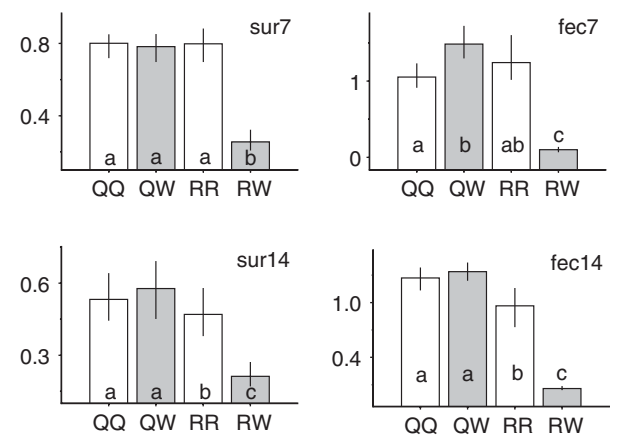 sur7
0.8
0.4
a a a b
QQ QW RR RW
fec7
1
0
a b ab c
QQ QW RR RW
sur14
0.6
0.3
a a b c
QQ QW RR RW
fec14
1.0
0.4
a a b c
QQ QW RR RW